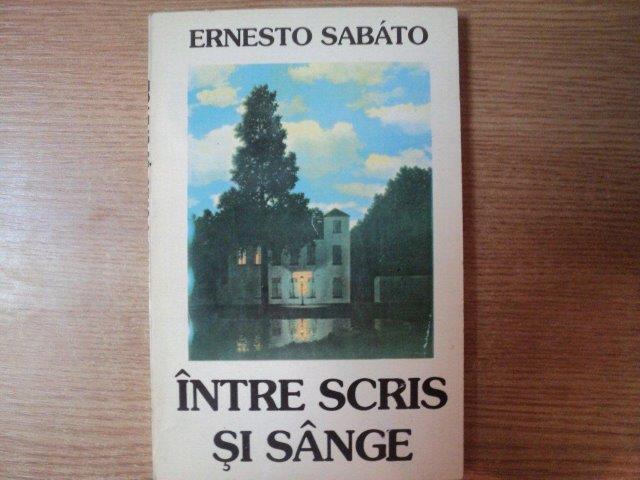 ERNESTO SABÁTO
ÎNTRE SCRIS
ŞI SÂNGE